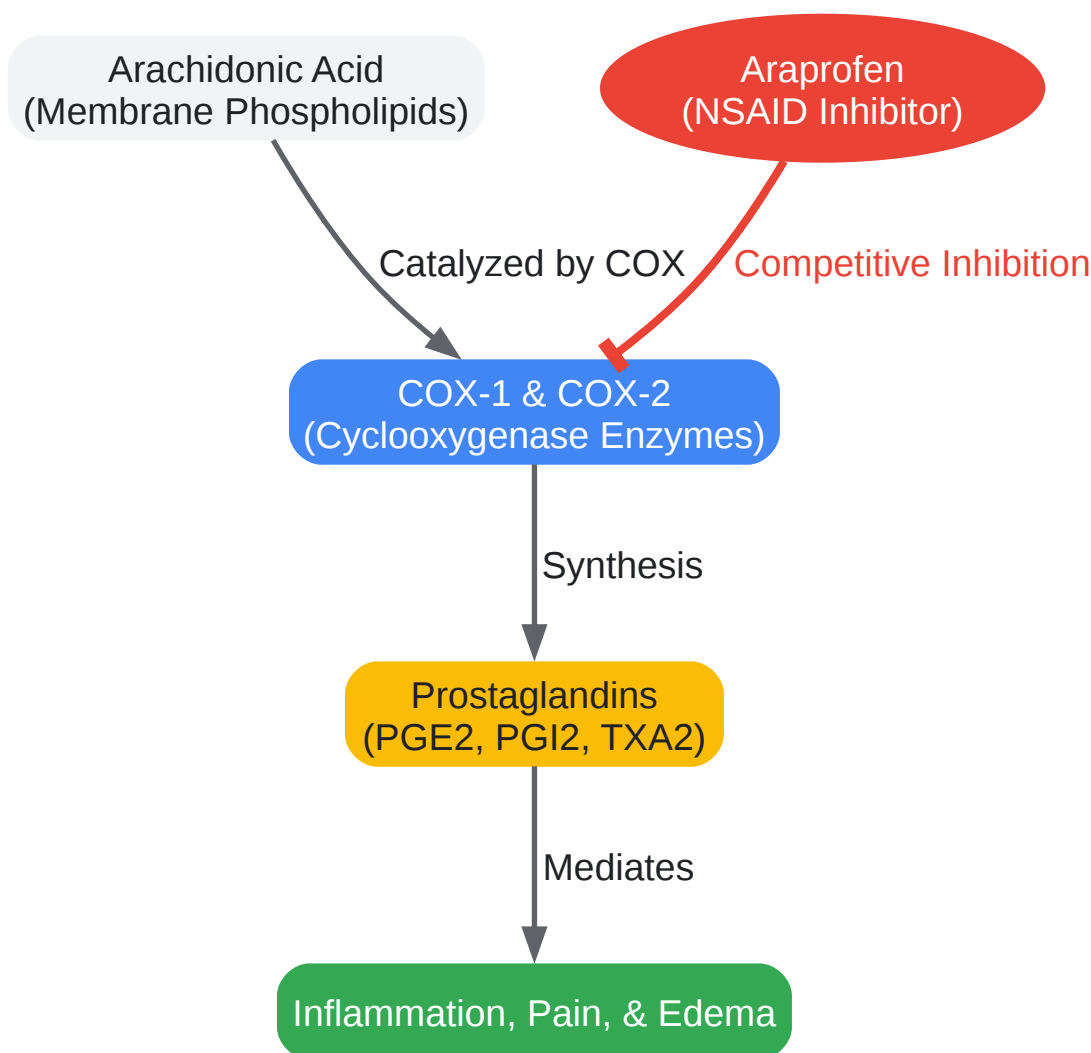 Arachidonic Acid
(Membrane Phospholipids)
Araprofen
(NSAID Inhibitor)
Catalyzed by COX
Competitive Inhibition
COX-1 & COX-2
(Cyclooxygenase Enzymes)
Synthesis
Prostaglandins
(PGE2, PGI2, TXA2)
Mediates
Inflammation, Pain, & Edema